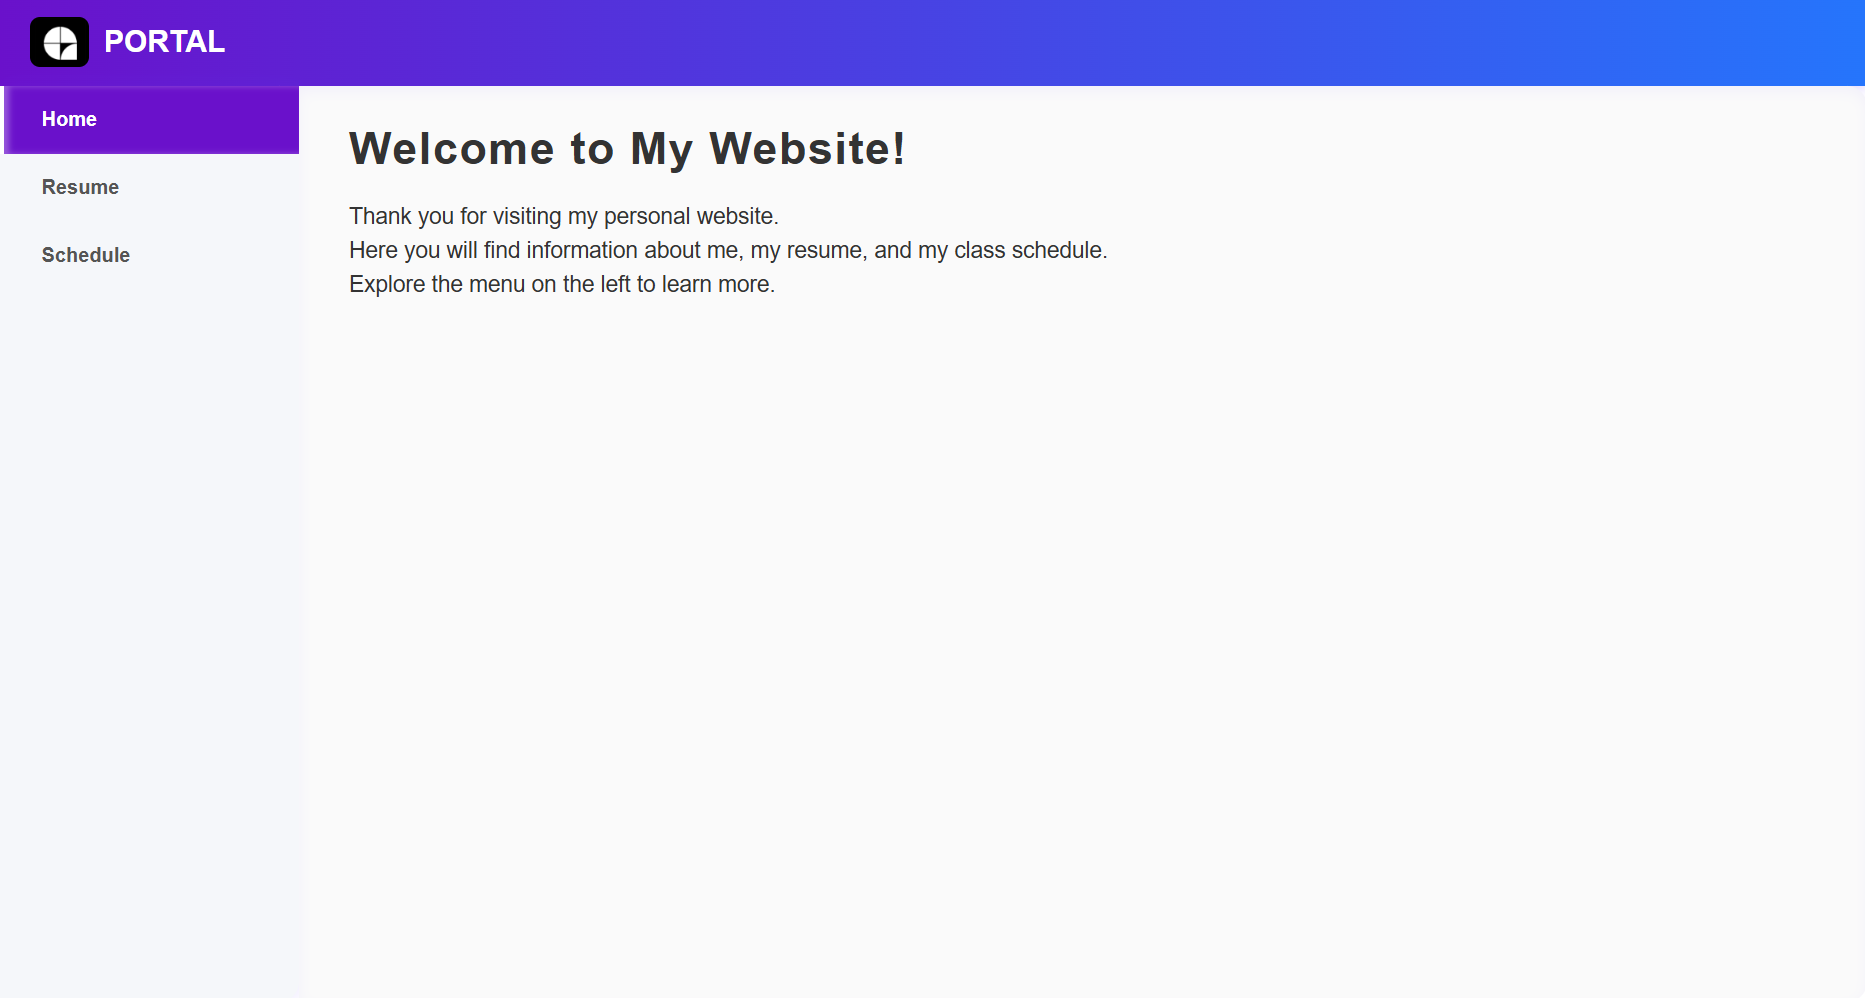 PORTAL
Home
Resume
Schedule
Welcome to My Website!
Thank you for visiting my personal website.
Here you will find information about me, my resume, and my class schedule.
Explore the menu on the left to learn more.